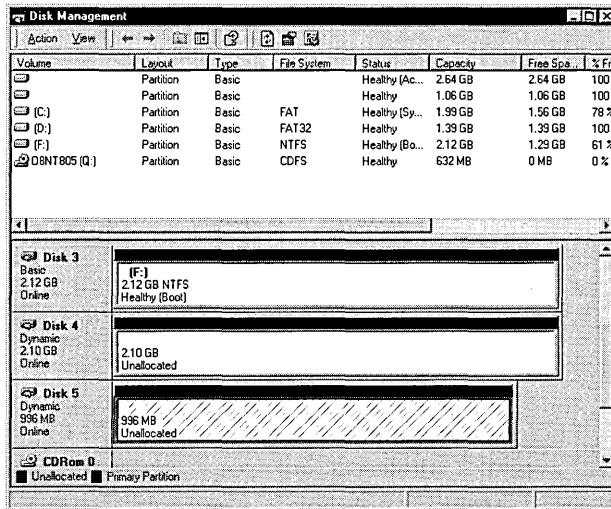 Disk Management
Action View
Volume Layout Type File System Status Capacity Free Spa... % Fr
Partition Basic Healthy (Ac... 2.64 GB 2.64 GB 100
Partition Basic Healthy 1.06 GB 1.06 GB 100
(C:) Partition Basic FAT Healthy (Sy... 1.99 GB 1.56 GB 78 %
(D:) Partition Basic FAT32 Healthy 1.39 GB 1.39 GB 100
(F:) Partition Basic NTFS Healthy (Bo... 2.12 GB 1.29 GB 61 %
O8NT805 (Q:) Partition Basic CDFS Healthy 632 MB 0 MB 0 %
Disk 3
Basic
2.12 GB
Online
(F:)
2.12 GB NTFS
Healthy (Boot)
Disk 4
Dynamic
2.10 GB
Online
2.10 GB
Unallocated
Disk 5
Dynamic
996 MB
Online
996 MB
Unallocated
CDRom 0
Unallocated Primary Partition